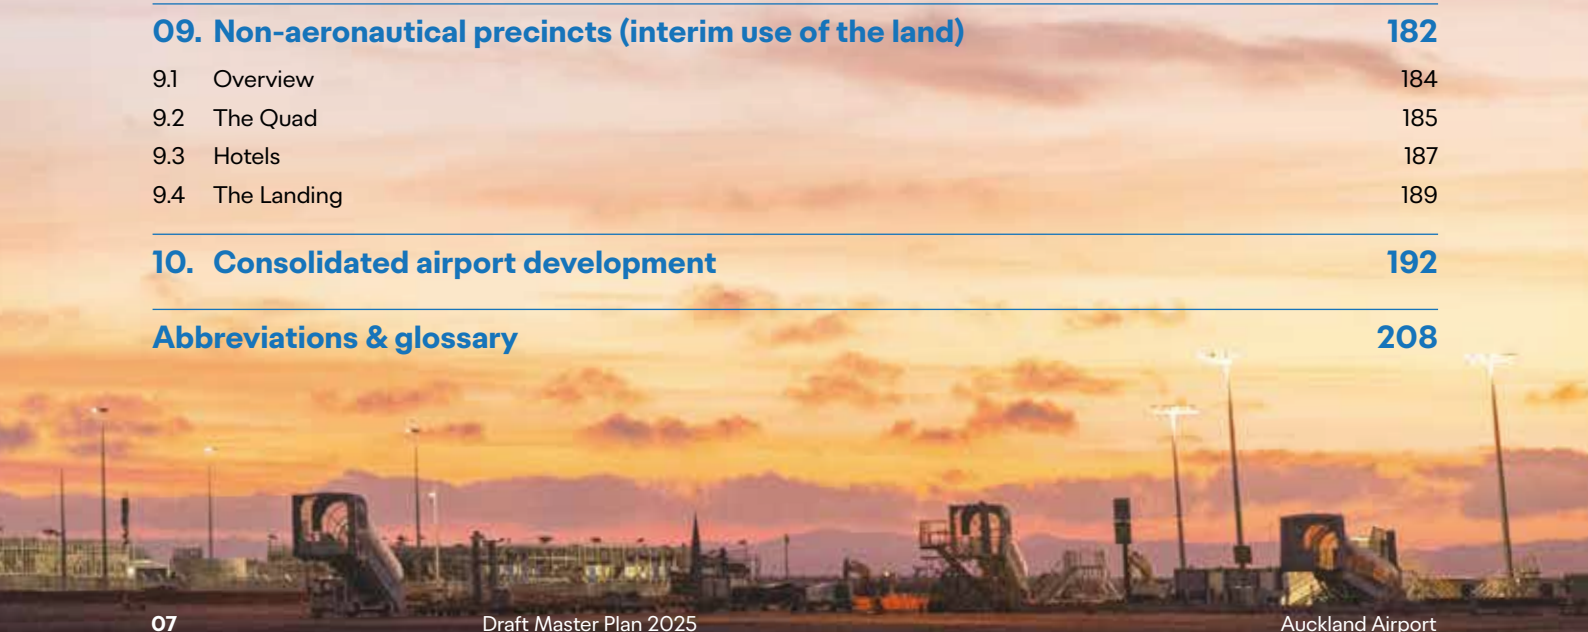 09. Non-aeronautical precincts (interim use of the land) 182
9.1 Overview 184
9.2 The Quad 185
9.3 Hotels 187
9.4 The Landing 189
10. Consolidated airport development 192
Abbreviations & glossary 208
07 Draft Master Plan 2025 Auckland Airport